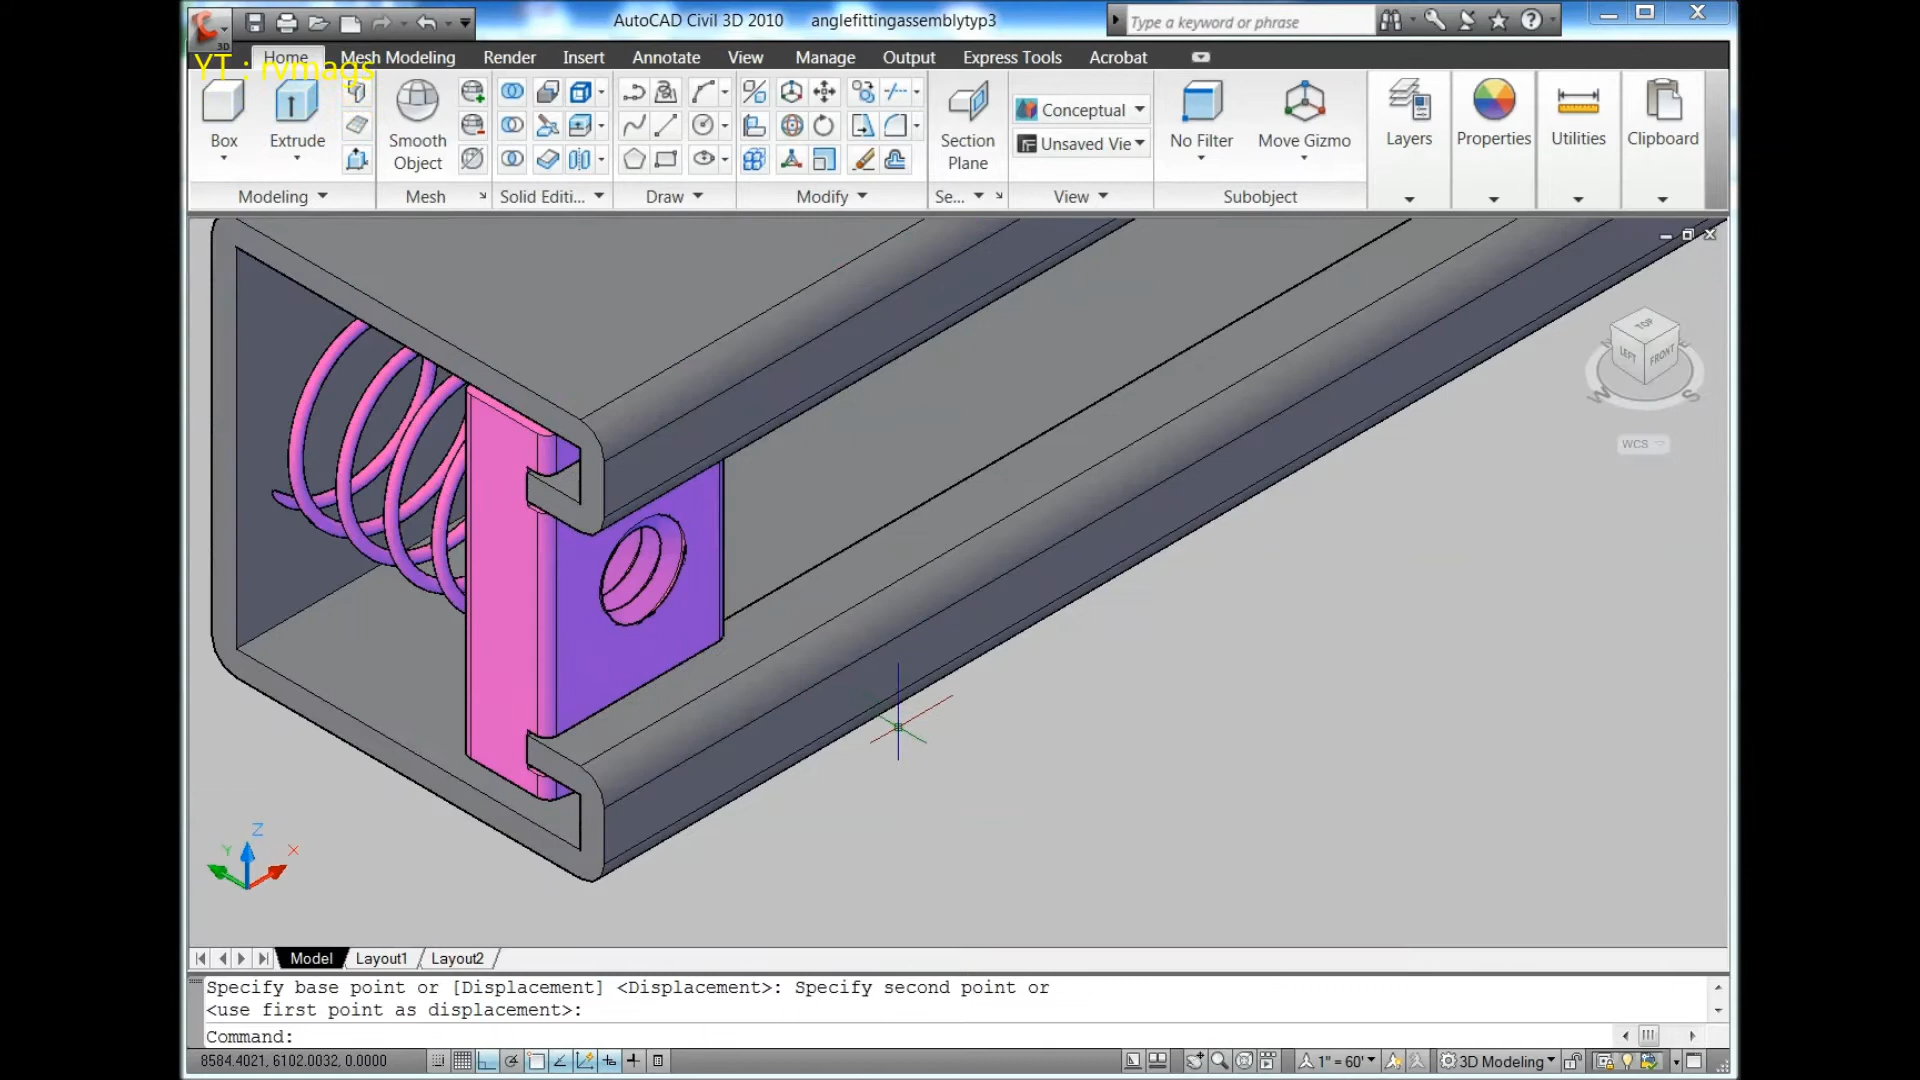 AutoCAD Civil 3D 2010 anglefittingassemblytyp3
Type a keyword or phrase
3D
Home Mesh Modeling Render Insert Annotate View Manage Output Express Tools Acrobat
YT : rvmags
Box Extrude Smooth Object Section Plane Conceptual Unsaved Vie No Filter Move Gizmo Layers Properties Utilities Clipboard
Modeling Mesh Solid Editi... Draw Modify Se... View Subobject
TOP
LEFT FRONT
W S
WCS
Z
Y X
Model Layout1 Layout2
Specify base point or [Displacement] <Displacement>: Specify second point or
<use first point as displacement>:
Command:
8584.4021, 6102.0032, 0.0000 1" = 60' 3D Modeling